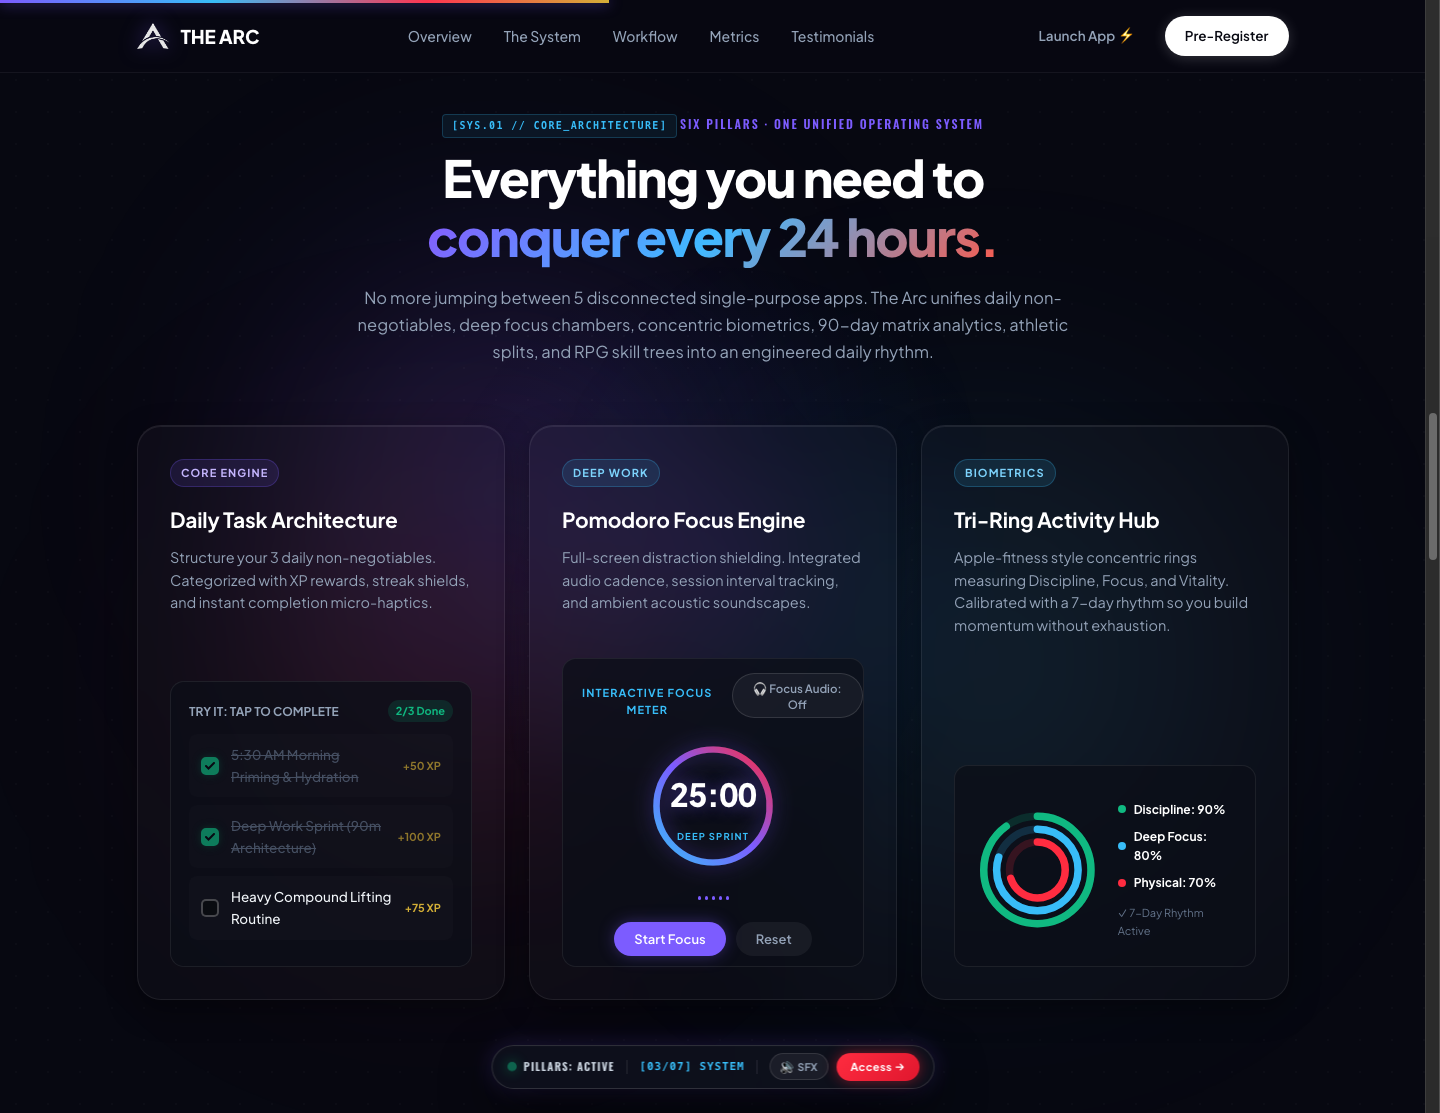 THE ARC
Overview
The System
Workflow
Metrics
Testimonials
Launch App ⚡
Pre-Register
[SYS.01 // CORE_ARCHITECTURE]
SIX PILLARS · ONE UNIFIED OPERATING SYSTEM
Everything you need to
conquer every 24 hours.
No more jumping between 5 disconnected single-purpose apps. The Arc unifies daily non-
negotiables, deep focus chambers, concentric biometrics, 90-day matrix analytics, athletic
splits, and RPG skill trees into an engineered daily rhythm.
CORE ENGINE
Daily Task Architecture
Structure your 3 daily non-negotiables.
Categorized with XP rewards, streak shields,
and instant completion micro-haptics.
TRY IT: TAP TO COMPLETE
2/3 Done
5:30 AM Morning
Priming & Hydration
+50 XP
Deep Work Sprint (90m
Architecture)
+100 XP
Heavy Compound Lifting
Routine
+75 XP
DEEP WORK
Pomodoro Focus Engine
Full-screen distraction shielding. Integrated
audio cadence, session interval tracking,
and ambient acoustic soundscapes.
INTERACTIVE FOCUS
METER
🎧 Focus Audio:
Off
25:00
DEEP SPRINT
Start Focus
Reset
BIOMETRICS
Tri-Ring Activity Hub
Apple-fitness style concentric rings
measuring Discipline, Focus, and Vitality.
Calibrated with a 7-day rhythm so you build
momentum without exhaustion.
Discipline: 90%
Deep Focus:
80%
Physical: 70%
✓ 7-Day Rhythm
Active
PILLARS: ACTIVE
[03/07] SYSTEM
SFX
Access →